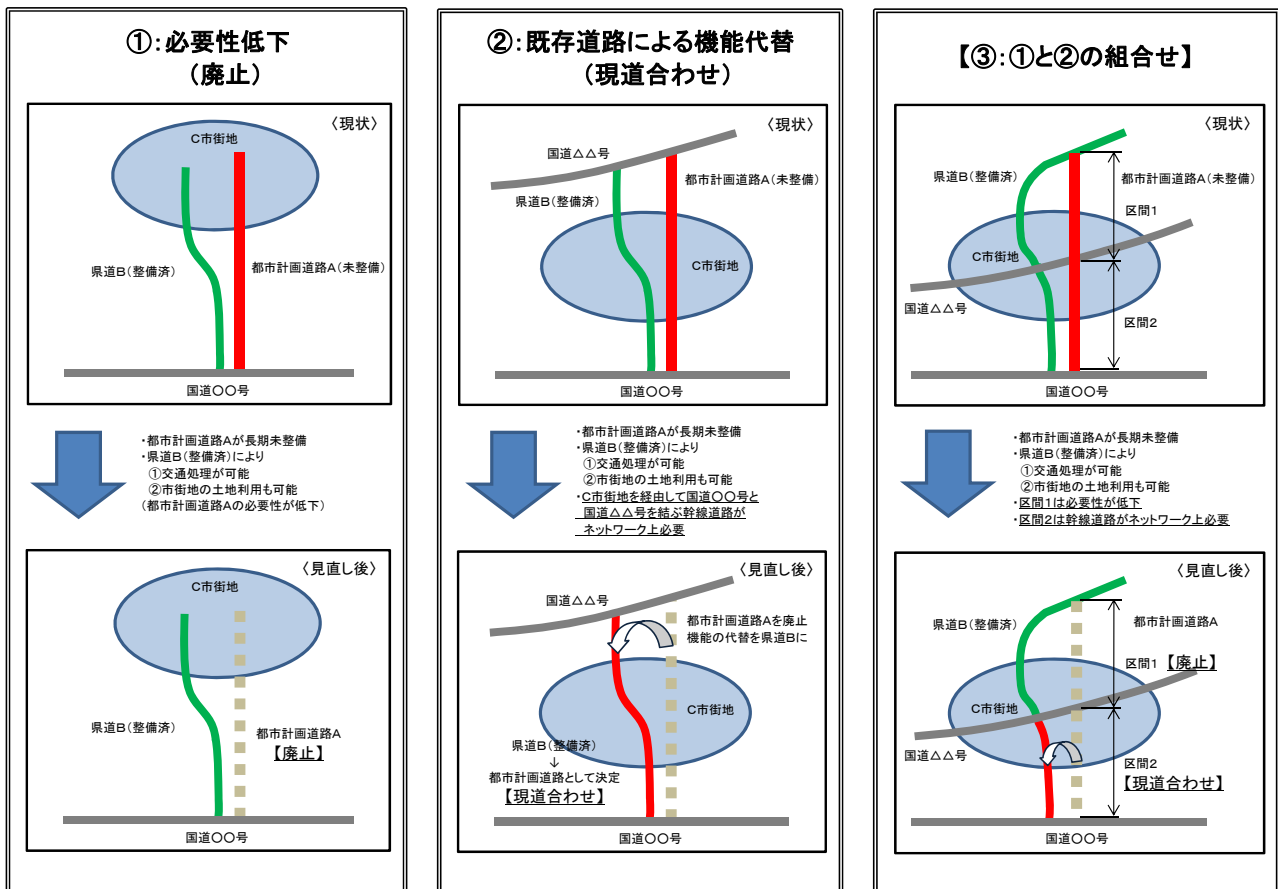 ①:必要性低下
(廃止)
〈現状〉
C市街地
県道B(整備済)
都市計画道路A(未整備)
国道○○号
・都市計画道路Aが長期未整備
・県道B(整備済)により
①交通処理が可能
②市街地の土地利用も可能
(都市計画道路Aの必要性が低下)
〈見直し後〉
C市街地
県道B(整備済)
都市計画道路A
【廃止】
国道○○号
②:既存道路による機能代替
(現道合わせ)
〈現状〉
国道△△号
都市計画道路A(未整備)
県道B(整備済)
C市街地
国道○○号
・都市計画道路Aが長期未整備
・県道B(整備済)により
①交通処理が可能
②市街地の土地利用も可能
・C市街地を経由して国道○○号と
国道△△号を結ぶ幹線道路が
ネットワーク上必要
〈見直し後〉
国道△△号
都市計画道路Aを廃止
機能の代替を県道Bに
C市街地
県道B(整備済)
↓
都市計画道路として決定
【現道合わせ】
国道○○号
【③:①と②の組合せ】
〈現状〉
県道B(整備済)
都市計画道路A(未整備)
区間1
C市街地
国道△△号
区間2
国道○○号
・都市計画道路Aが長期未整備
・県道B(整備済)により
①交通処理が可能
②市街地の土地利用も可能
・区間1は必要性が低下
・区間2は幹線道路がネットワーク上必要
〈見直し後〉
県道B(整備済)
都市計画道路A
区間1【廃止】
C市街地
国道△△号
区間2
【現道合わせ】
国道○○号